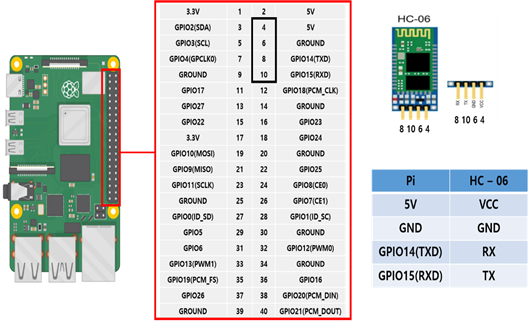 3.3V 1 2 5V
GPIO2(SDA) 3 4 5V
GPIO3(SCL) 5 6 GROUND
GPIO4(GPCLK0) 7 8 GPIO14(TXD)
GROUND 9 10 GPIO15(RXD)
GPIO17 11 12 GPIO18(PCM_CLK)
GPIO27 13 14 GROUND
GPIO22 15 16 GPIO23
3.3V 17 18 GPIO24
GPIO10(MOSI) 19 20 GROUND
GPIO9(MISO) 21 22 GPIO25
GPIO11(SCLK) 23 24 GPIO8(CE0)
GROUND 25 26 GPIO7(CE1)
GPIO0(ID_SD) 27 28 GPIO1(ID_SC)
GPIO5 29 30 GROUND
GPIO6 31 32 GPIO12(PWM0)
GPIO13(PWM1) 33 34 GROUND
GPIO19(PCM_FS) 35 36 GPIO16
GPIO26 37 38 GPIO20(PCM_DIN)
GROUND 39 40 GPIO21(PCM_DOUT)
HC-06
RX TX GND VCC
8 10 6 4
8 10 6 4
Pi HC – 06
5V VCC
GND GND
GPIO14(TXD) RX
GPIO15(RXD) TX